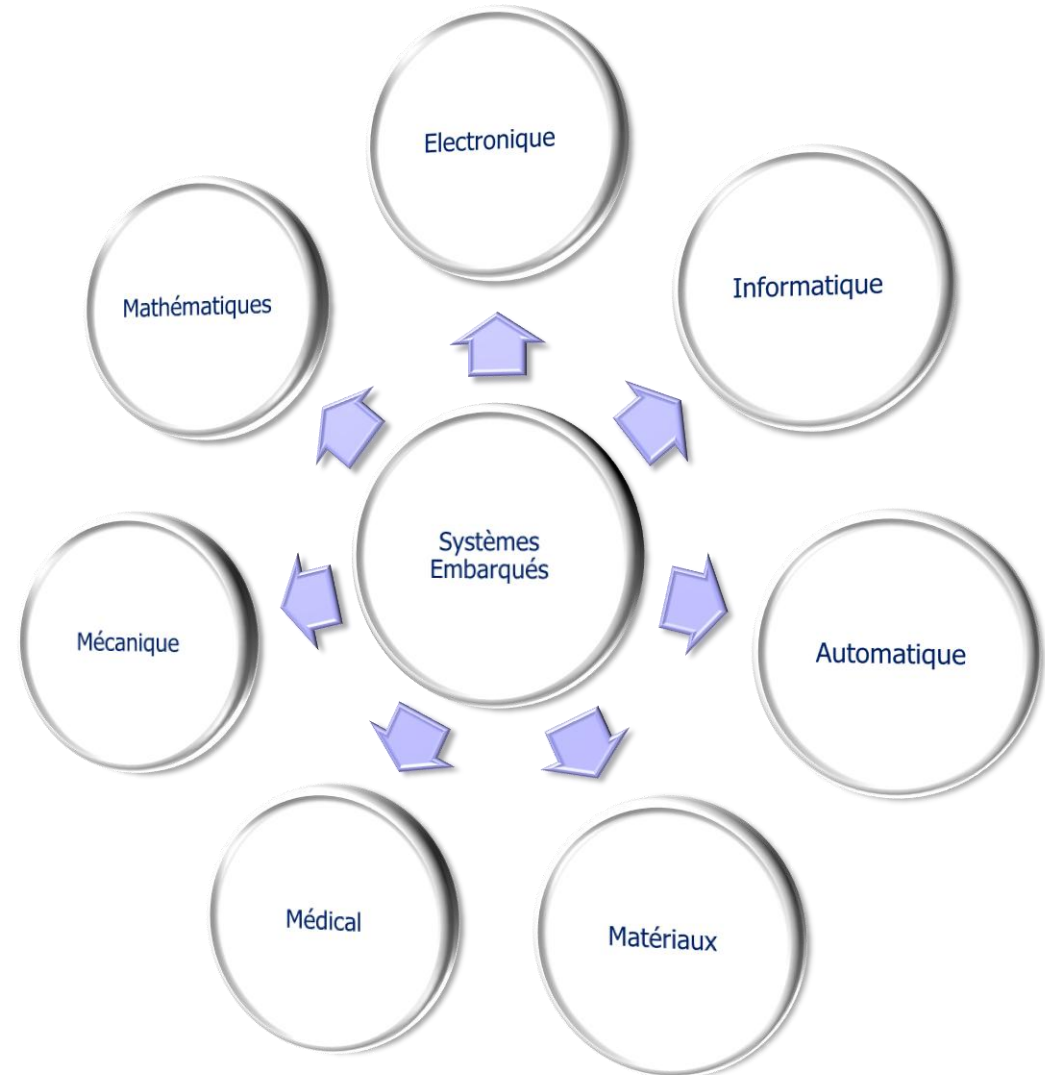 Electronique
Informatique
Mathématiques
Systèmes
Embarqués
Mécanique
Automatique
Médical
Matériaux